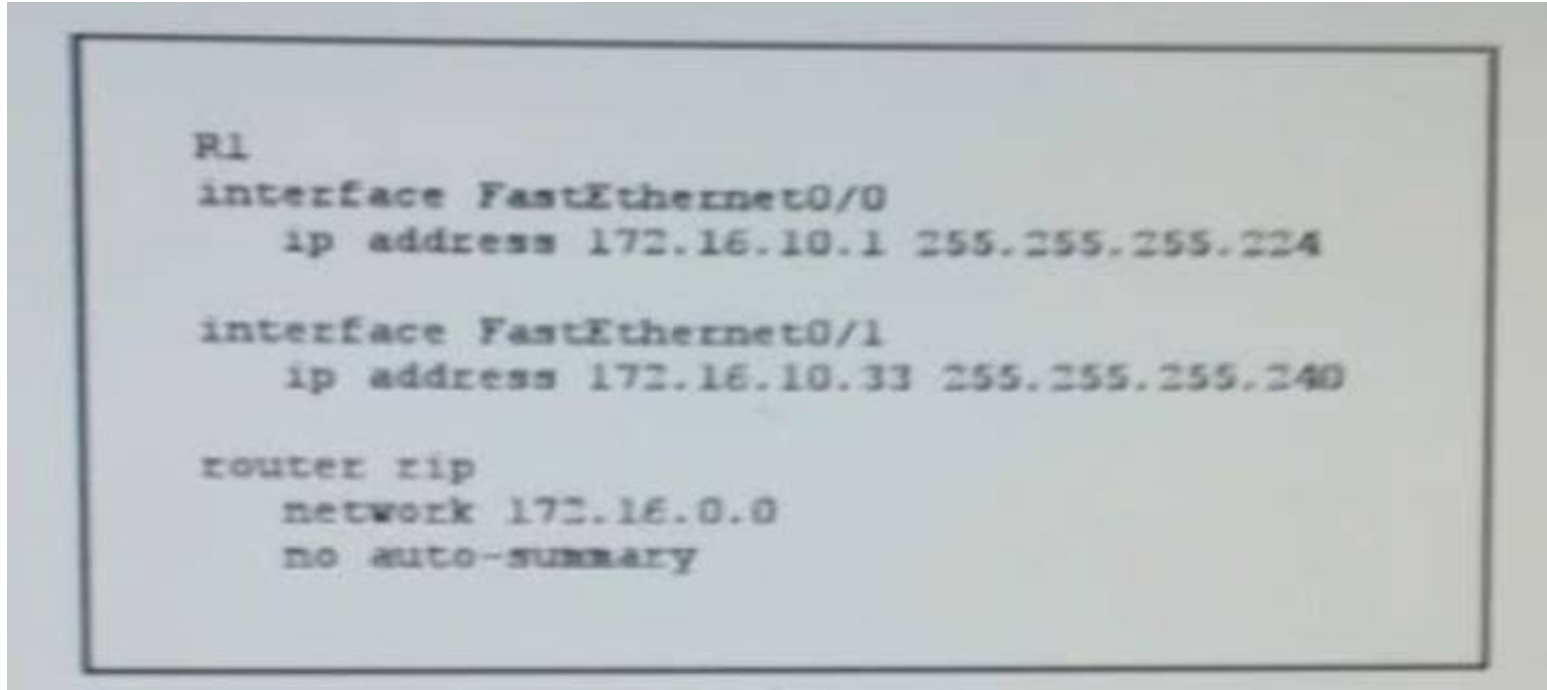 R1
interface FastEthernet0/0
ip address 172.16.10.1 255.255.255.224
interface FastEthernet0/1
ip address 172.16.10.33 255.255.255.240
router rip
network 172.16.0.0
no auto-summary